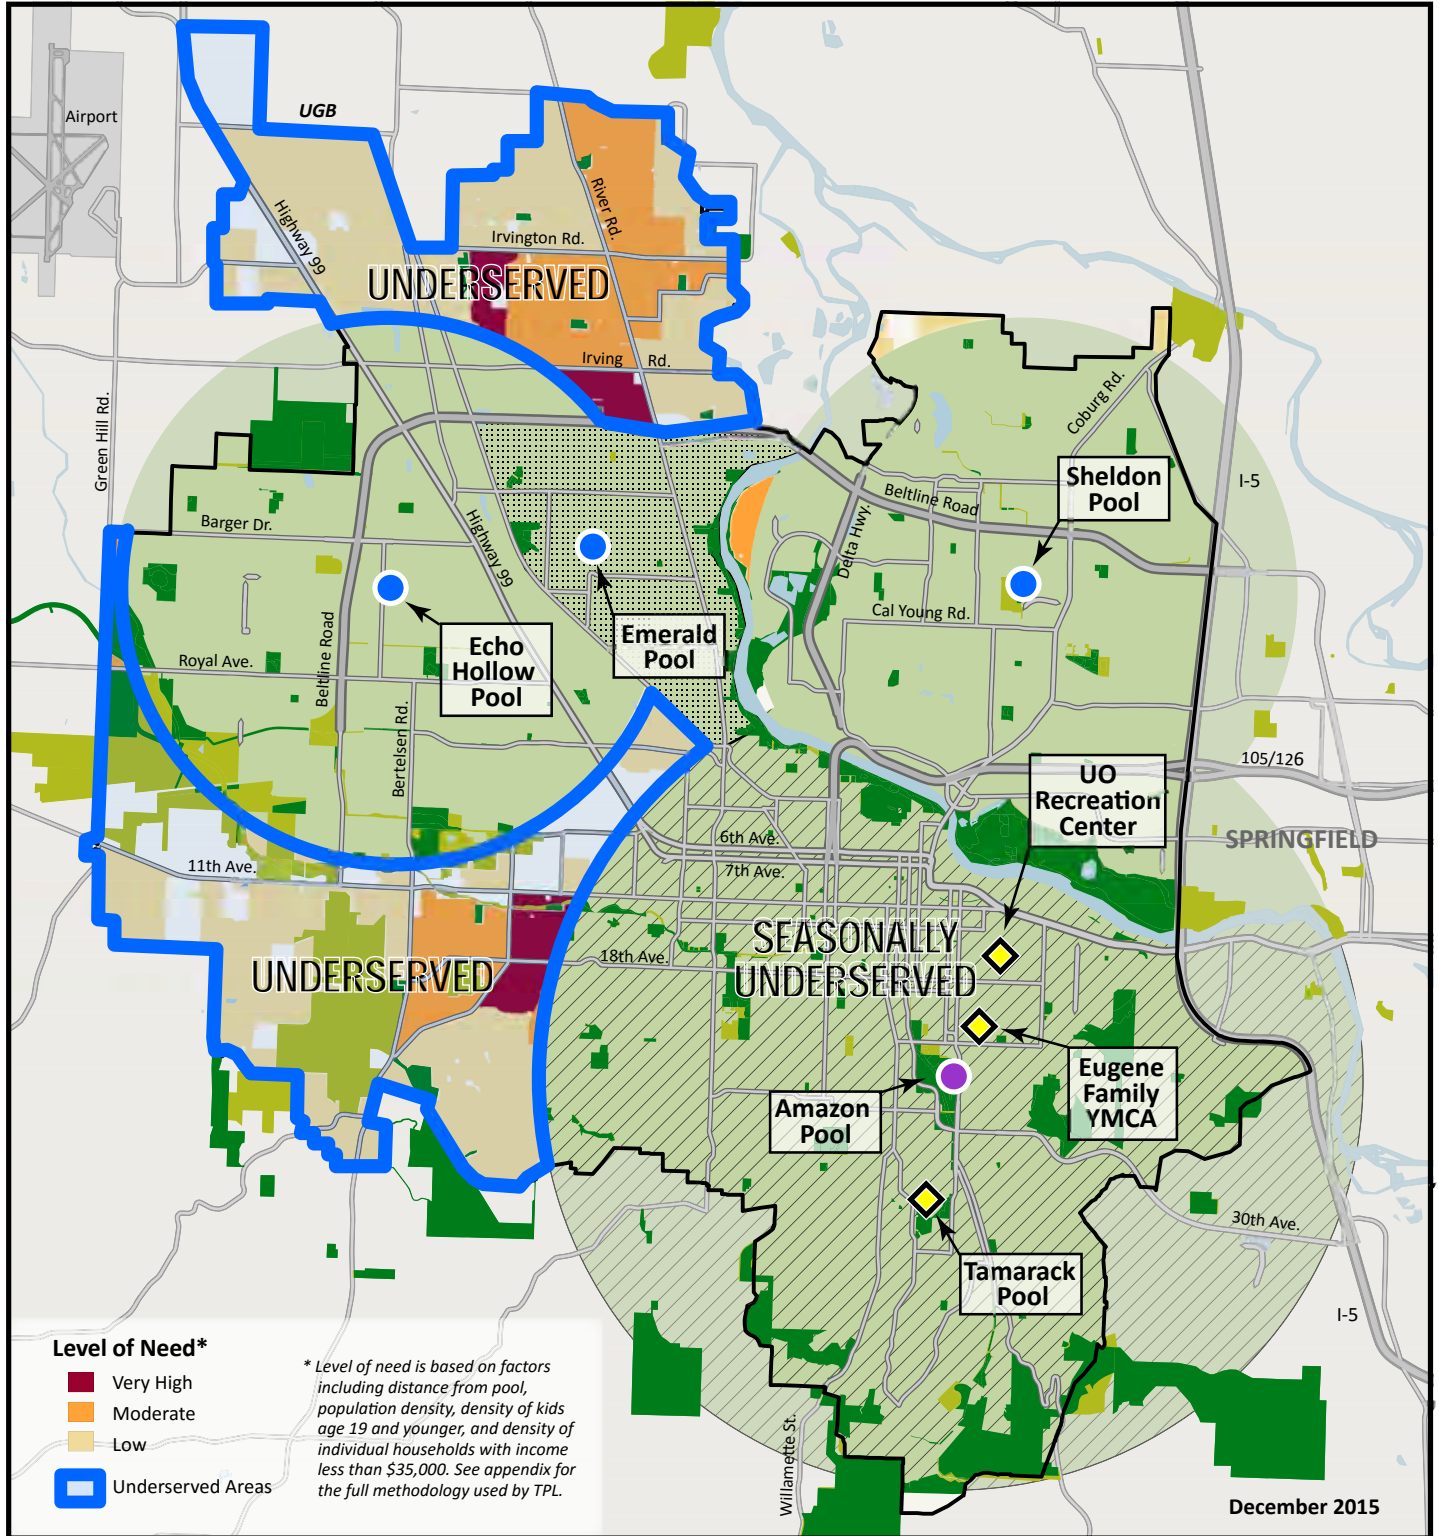 UGB
Airport
Highway 99
River Rd.
Irvington Rd.
UNDERSERVED
Irving Rd.
Green Hill Rd.
Coburg Rd.
Sheldon
Pool
I-5
Beltline Road
Delta Hwy.
Barger Dr.
Highway 99
Cal Young Rd.
Echo
Hollow
Pool
Emerald
Pool
Royal Ave.
Beltline Road
Bertelsen Rd.
105/126
UO
Recreation
Center
SPRINGFIELD
6th Ave.
7th Ave.
11th Ave.
SEASONALLY
UNDERSERVED
18th Ave.
UNDERSERVED
Eugene
Family
YMCA
Amazon
Pool
30th Ave.
Tamarack
Pool
I-5
Willamette St.
Level of Need*
Very High
Moderate
Low
Underserved Areas
* Level of need is based on factors
including distance from pool,
population density, density of kids
age 19 and younger, and density of
individual households with income
less than $35,000. See appendix for
the full methodology used by TPL.
December 2015